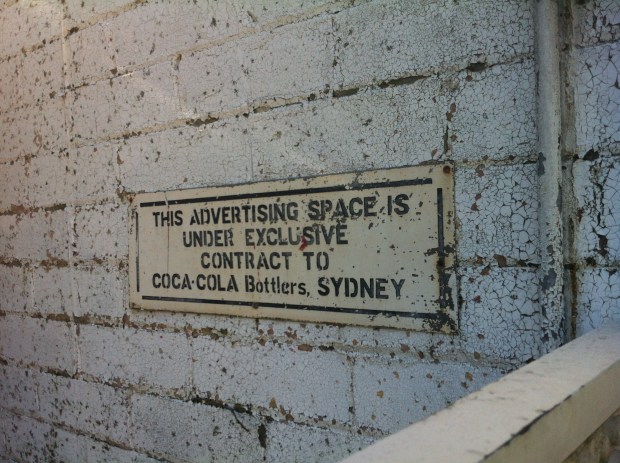 THIS ADVERTISING SPACE IS
UNDER EXCLUSIVE
CONTRACT TO
COCA-COLA Bottlers, SYDNEY